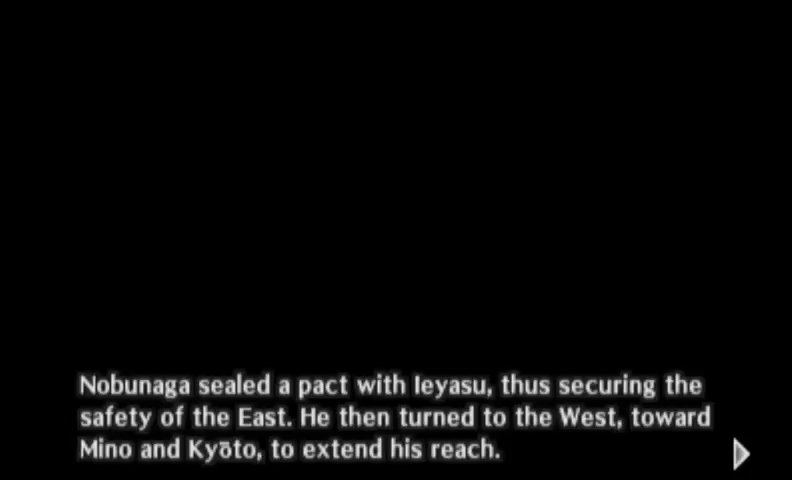 Nobunaga sealed a pact with Ieyasu, thus securing the
safety of the East. He then turned to the West, toward
Mino and Kyōto, to extend his reach.